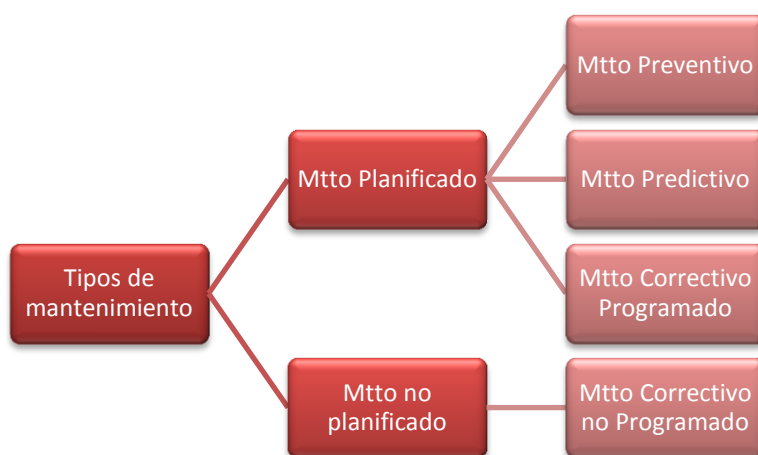 Tipos de
mantenimiento
Mtto Planificado
Mtto Preventivo
Mtto Predictivo
Mtto Correctivo
Programado
Mtto no
planificado
Mtto Correctivo
no Programado